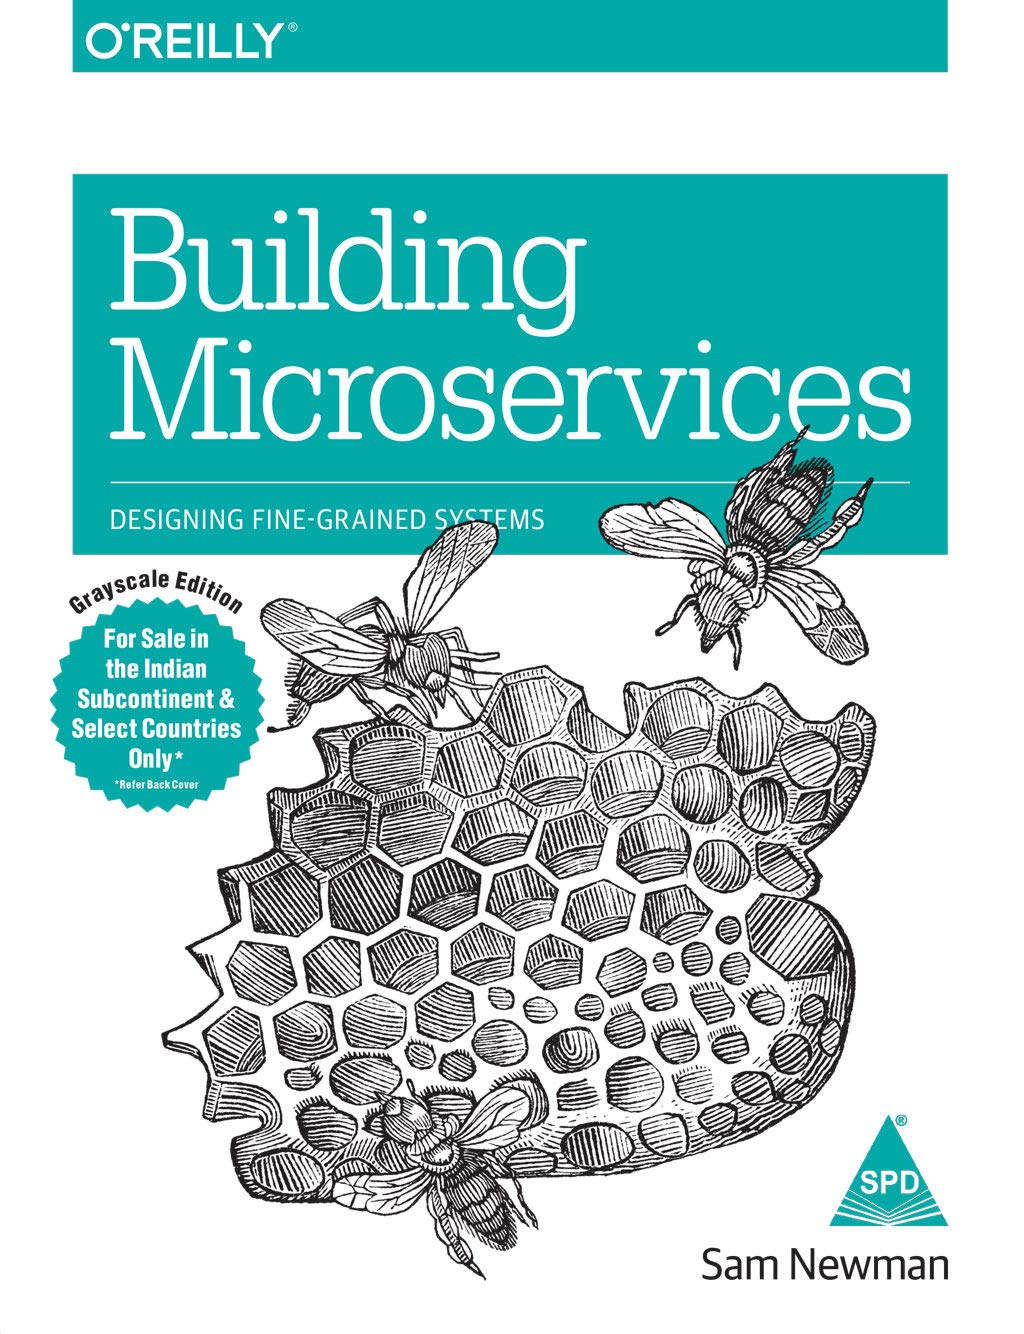 O'REILLY®
Building
Microservices
DESIGNING FINE-GRAINED SYSTEMS
Grayscale Edition
For Sale in
the Indian
Subcontinent &
Select Countries
Only*
*Refer Back Cover
SPD®
Sam Newman